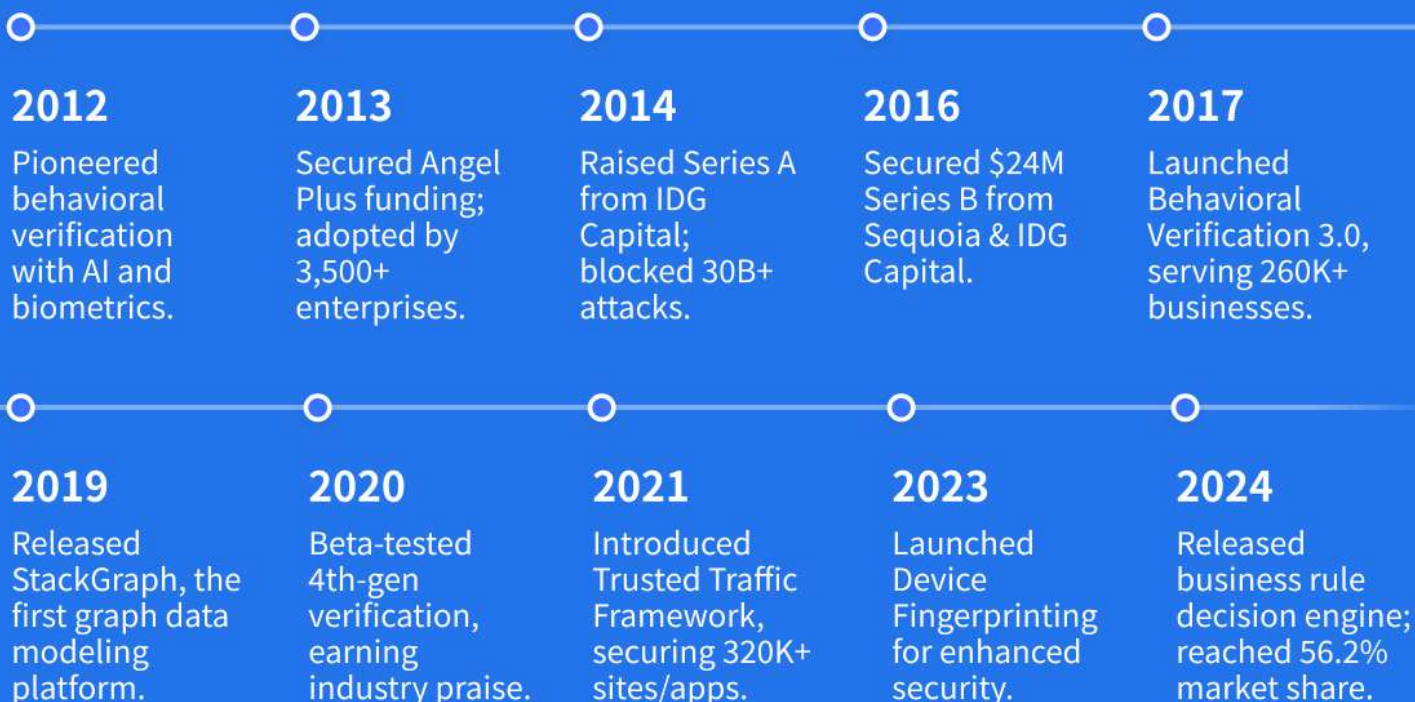 2012
Pioneered
behavioral
verification
with AI and
biometrics.
2013
Secured Angel
Plus funding;
adopted by
3,500+
enterprises.
2014
Raised Series A
from IDG
Capital;
blocked 30B+
attacks.
2016
Secured $24M
Series B from
Sequoia & IDG
Capital.
2017
Launched
Behavioral
Verification 3.0,
serving 260K+
businesses.
2019
Released
StackGraph, the
first graph data
modeling
platform.
2020
Beta-tested
4th-gen
verification,
earning
industry praise.
2021
Introduced
Trusted Traffic
Framework,
securing 320K+
sites/apps.
2023
Launched
Device
Fingerprinting
for enhanced
security.
2024
Released
business rule
decision engine;
reached 56.2%
market share.